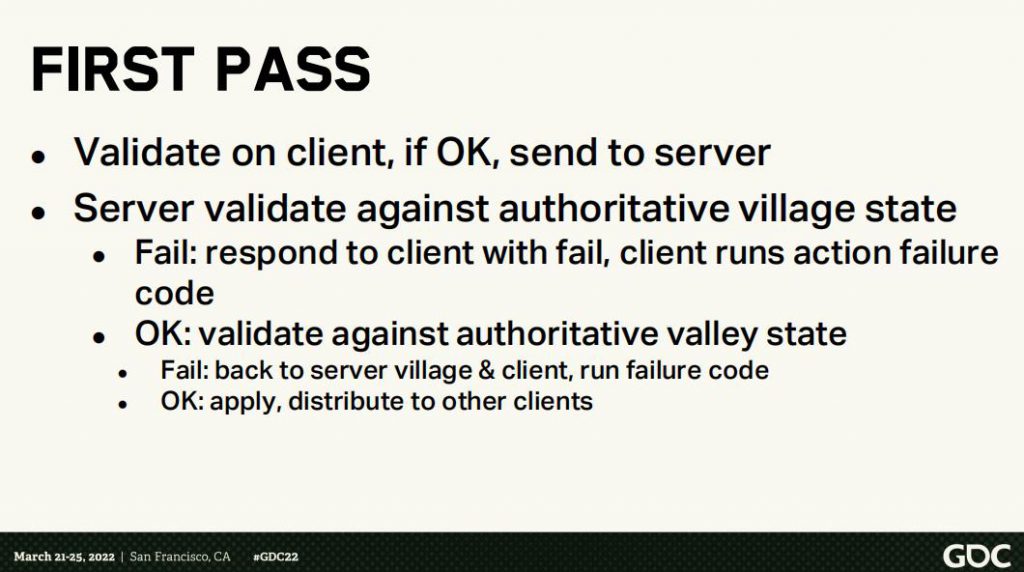 FIRST PASS
● Validate on client, if OK, send to server
● Server validate against authoritative village state
● Fail: respond to client with fail, client runs action failure
code
● OK: validate against authoritative valley state
● Fail: back to server village & client, run failure code
● OK: apply, distribute to other clients
March 21-25, 2022 | San Francisco, CA #GDC22
GDC